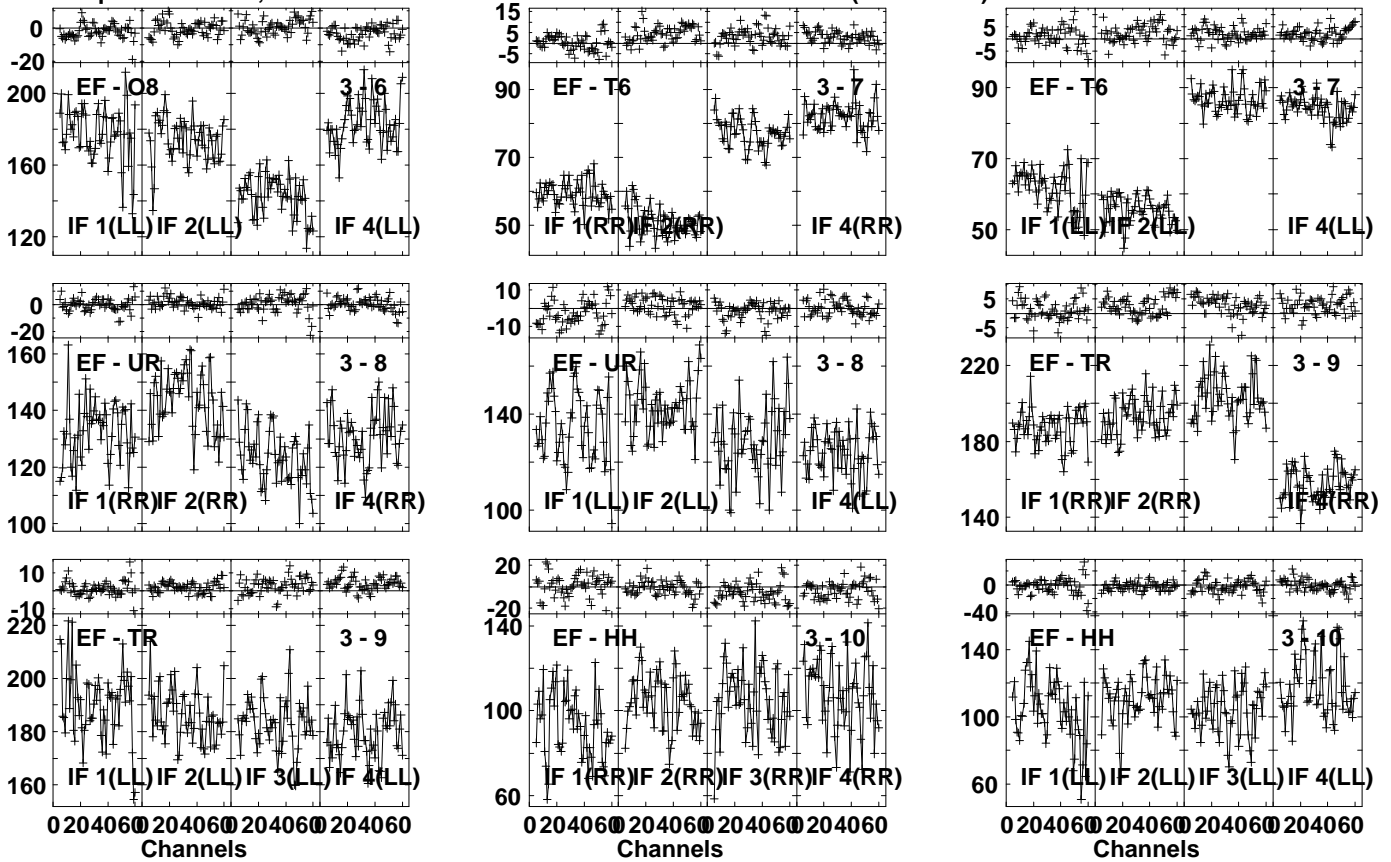 15
0
5
5
-20
-5
-5
EF - O8 3 - 6
EF - T6 3 - 7
EF - T6 3 - 7
200
90
90
160
70
70
120
50
50
IF 1(LL) IF 2(LL) IF 4(LL)
IF 1(RR) IF 2(RR) IF 4(RR)
IF 1(LL) IF 2(LL) IF 4(LL)
0
10
5
-20
-10
-5
EF - UR 3 - 8
EF - UR 3 - 8
EF - TR 3 - 9
160
140
120
100
140
100
220
180
140
IF 1(RR) IF 2(RR) IF 4(RR)
IF 1(LL) IF 2(LL) IF 4(LL)
IF 1(RR) IF 2(RR) IF 4(RR)
10
20
0
-10
-20
-40
EF - TR 3 - 9
EF - HH 3 - 10
EF - HH 3 - 10
220
200
180
160
140
100
60
140
100
60
IF 1(LL) IF 2(LL) IF 3(LL) IF 4(LL)
IF 1(RR) IF 2(RR) IF 3(RR) IF 4(RR)
IF 1(LL) IF 2(LL) IF 3(LL) IF 4(LL)
0 204060 0 204060 0 204060 0 204060
0 204060 0 204060 0 204060 0 204060
0 204060 0 204060 0 204060 0 204060
Channels
Channels
Channels